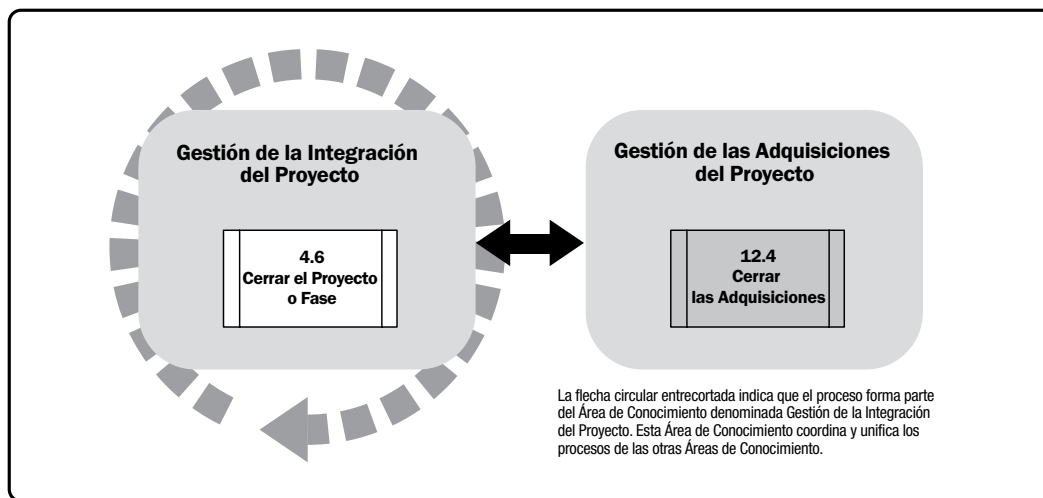 Gestión de la Integración
del Proyecto
4.6
Cerrar el Proyecto
o Fase
Gestión de las Adquisiciones
del Proyecto
12.4
Cerrar
las Adquisiciones
La flecha circular entrecortada indica que el proceso forma parte
del Área de Conocimiento denominada Gestión de la Integración
del Proyecto. Esta Área de Conocimiento coordina y unifica los
procesos de las otras Áreas de Conocimiento.